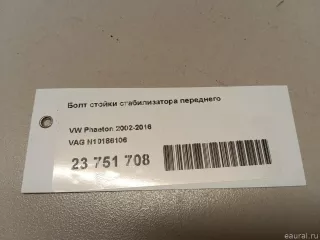 Болт стойки стабилизатора переднего
VW Phaeton 2002-2016
VAG N10186106
23 751 708
eaural.ru